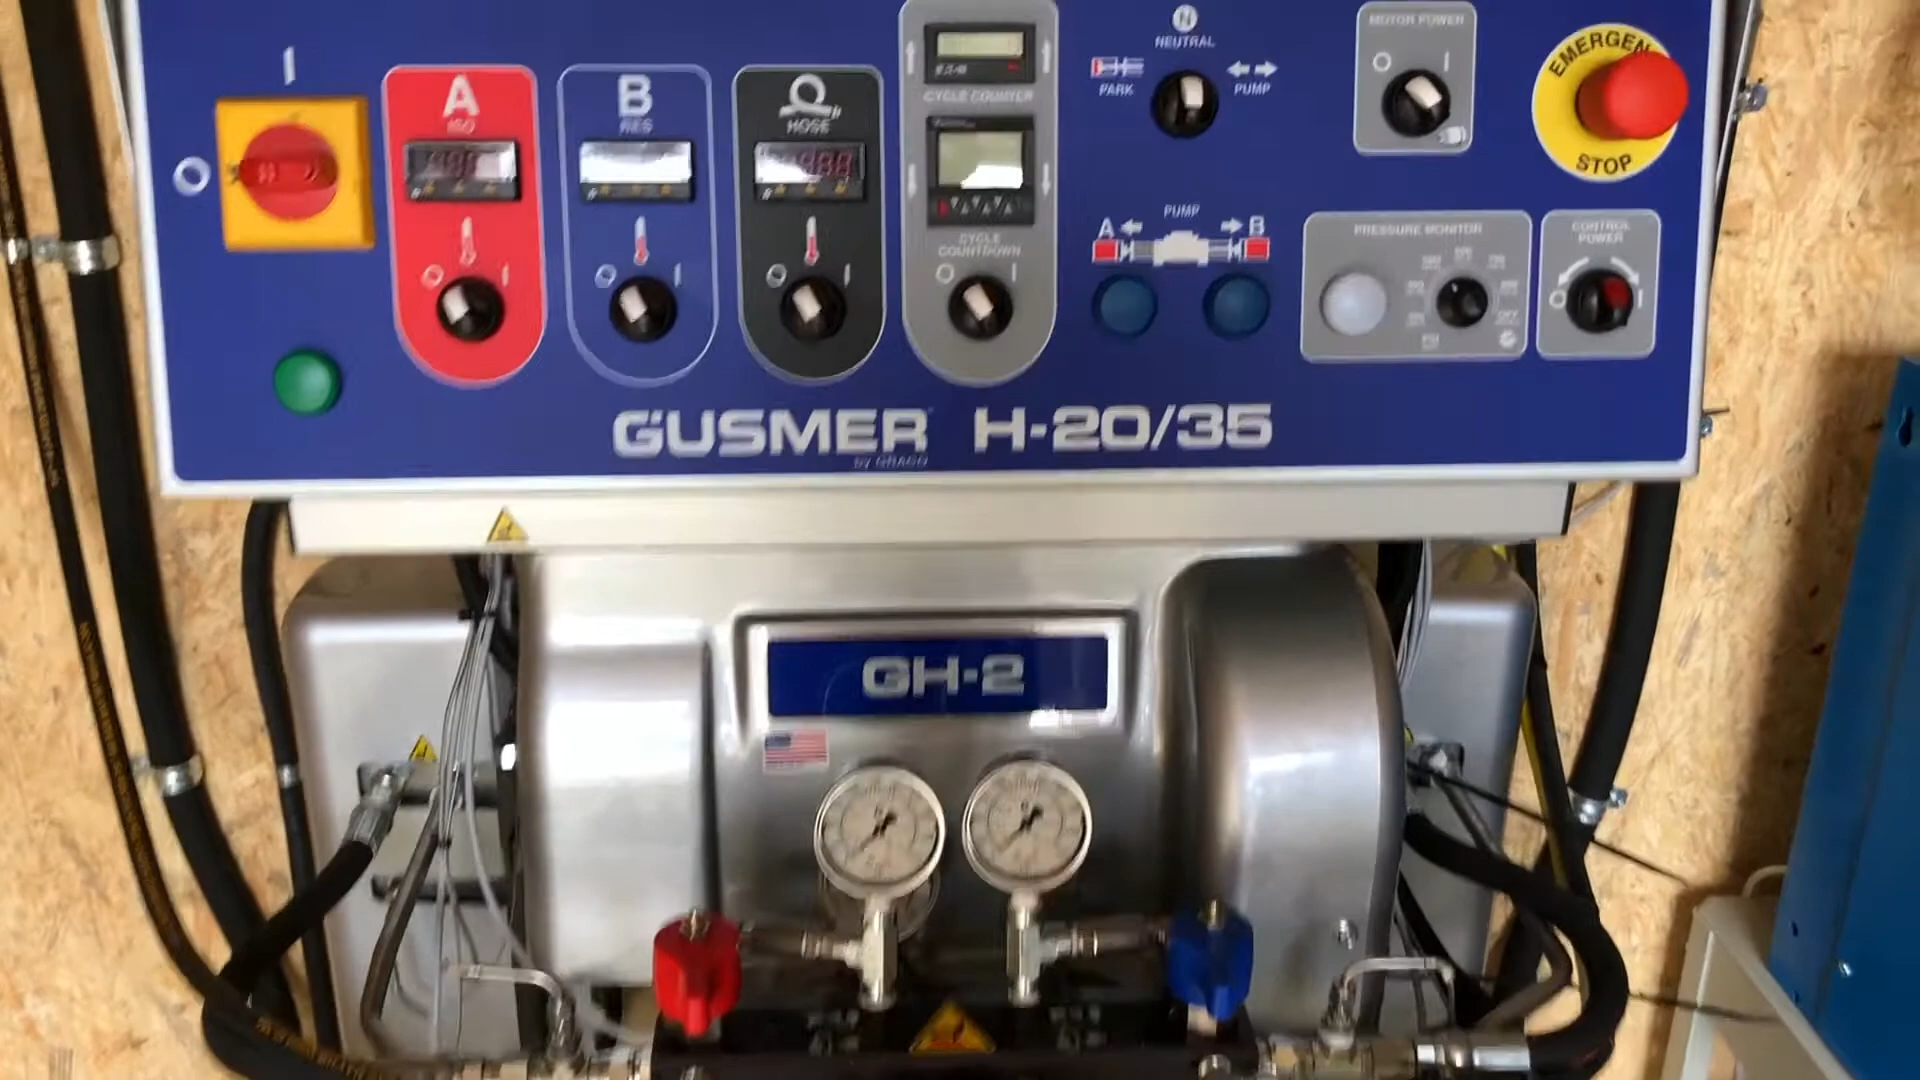 N
NEUTRAL
PARK
PUMP
MOTOR POWER
O
I
EMERGEN
STOP
I
O
A
ISO
B
RES
HOSE
CYCLE COUNTER
CYCLE
COUNTDOWN
O
I
PUMP
A
B
PRESSURE MONITOR
CONTROL
POWER
O
I
GUSMER H-20/35
BY GRACO
GH-2